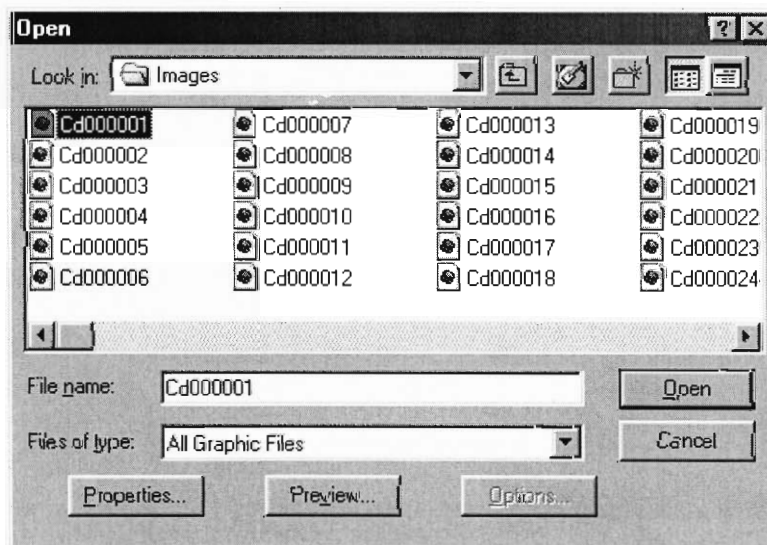 Open
Look in: Images
Cd000001 Cd000007 Cd000013 Cd000019
Cd000002 Cd000008 Cd000014 Cd000020
Cd000003 Cd000009 Cd000015 Cd000021
Cd000004 Cd000010 Cd000016 Cd000022
Cd000005 Cd000011 Cd000017 Cd000023
Cd000006 Cd000012 Cd000018 Cd000024
File name: Cd000001 Open
Files of type: All Graphic Files Cancel
Properties... Preview... Options...